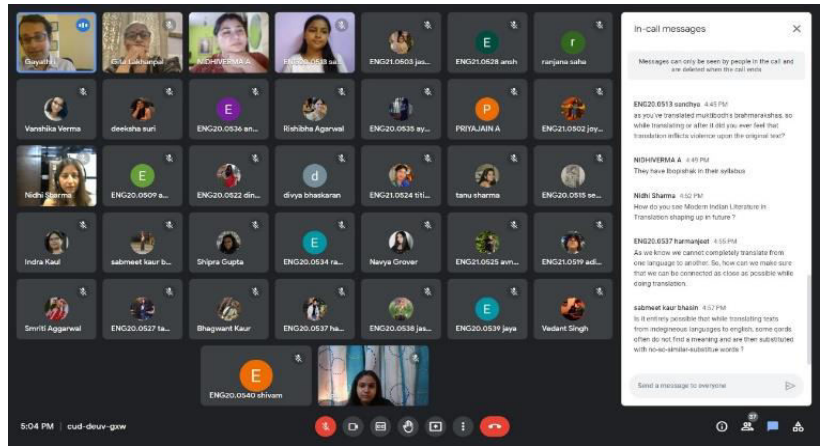 Gayathri
Gita Lakhanpal
NIDHIVERMA A
ENG20.0518 sa...
ENG21.0503 jas...
E
ENG21.0528 ansh
r
ranjana saha
Vanshika Verma
deeksha suri
E
ENG20.0536 an...
Rishibha Agarwal
ENG20.0535 ay...
P
PRIYAJAIN A
ENG21.0502 joy...
Nidhi Sharma
E
ENG20.0509 a...
ENG20.0522 din...
d
divya bhaskaran
ENG21.0524 titi...
tanu sharma
ENG20.0515 se...
Indra Kaul
sabmeet kaur b...
Shipra Gupta
E
ENG20.0534 ra...
Navya Grover
ENG21.0525 avn...
ENG21.0519 adi...
Smriti Aggarwal
ENG20.0527 ta...
Bhagwant Kaur
ENG20.0537 ha...
ENG20.0538 jas...
E
ENG20.0539 jaya
Vedant Singh
E
ENG20.0540 shivam
5:04 PM | cud-deuv-gxw
37
In-call messages
Messages can only be seen by people in the call and
are deleted when the call ends
ENG20.0513 sandhya 4:45 PM
as you've translated muktibodh's brahmarakshas, so
while translating or after it did you ever feel that
translation inflicts violence upon the original text?
NIDHIVERMA A 4:49 PM
They have Ibopishak in their syllabus
Nidhi Sharma 4:52 PM
How do you see Modern Indian Literature in
Translation shaping up in future ?
ENG20.0537 harmanjeet 4:55 PM
As we know we cannot completely translate from
one language to another. So, how can we make sure
that we can be connected as close as possible while
doing translation.
sabmeet kaur bhasin 4:57 PM
Is it entirely possible that while translating texts
from indegineous languages to english, some qords
often do not find a meaning and are then substituted
with no-so-similar-substitue words ?
Send a message to everyone